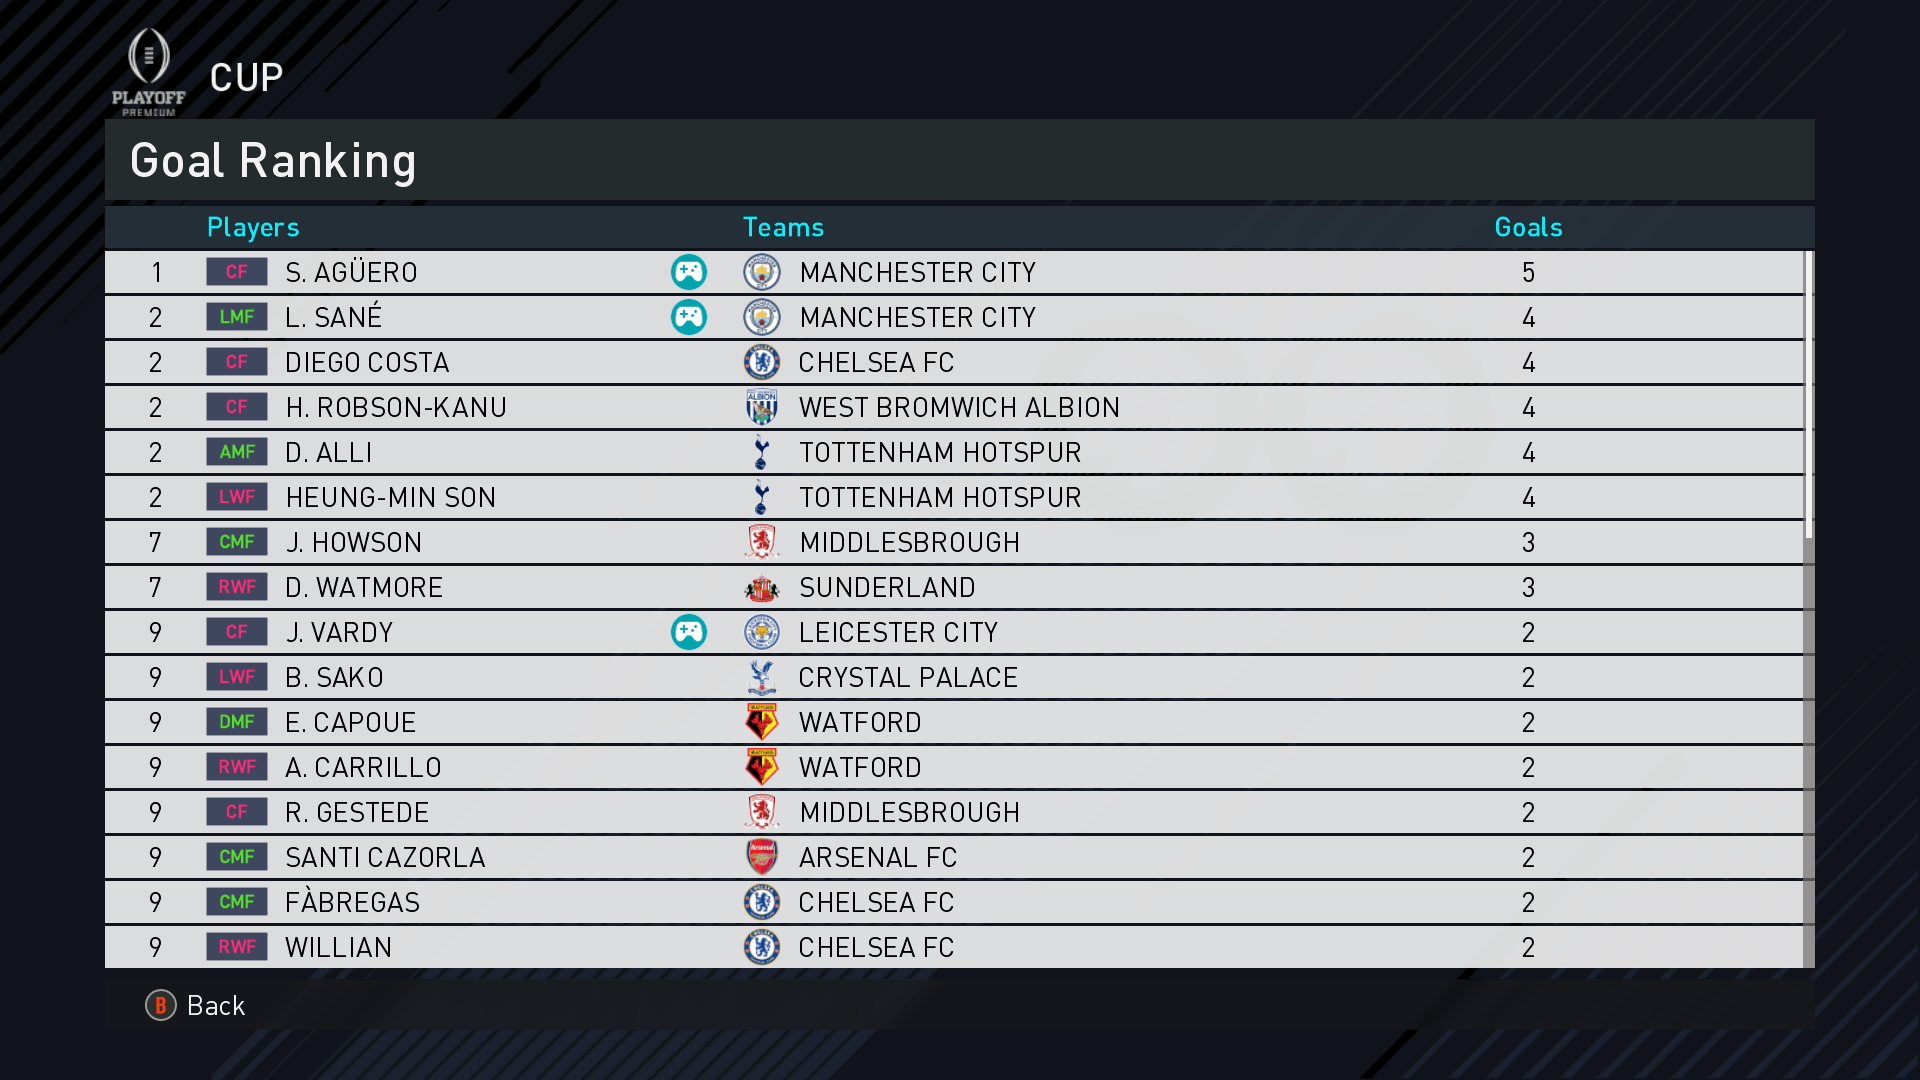 PLAYOFF
PREMIUM
CUP
Goal Ranking
Players Teams Goals
1 CF S. AGÜERO MANCHESTER CITY 5
2 LMF L. SANÉ MANCHESTER CITY 4
2 CF DIEGO COSTA CHELSEA FC 4
2 CF H. ROBSON-KANU WEST BROMWICH ALBION 4
2 AMF D. ALLI TOTTENHAM HOTSPUR 4
2 LWF HEUNG-MIN SON TOTTENHAM HOTSPUR 4
7 CMF J. HOWSON MIDDLESBROUGH 3
7 RWF D. WATMORE SUNDERLAND 3
9 CF J. VARDY LEICESTER CITY 2
9 LWF B. SAKO CRYSTAL PALACE 2
9 DMF E. CAPOUE WATFORD 2
9 RWF A. CARRILLO WATFORD 2
9 CF R. GESTEDE MIDDLESBROUGH 2
9 CMF SANTI CAZORLA Arsenal ARSENAL FC 2
9 CMF FÀBREGAS CHELSEA FC 2
9 RWF WILLIAN CHELSEA FC 2
B Back